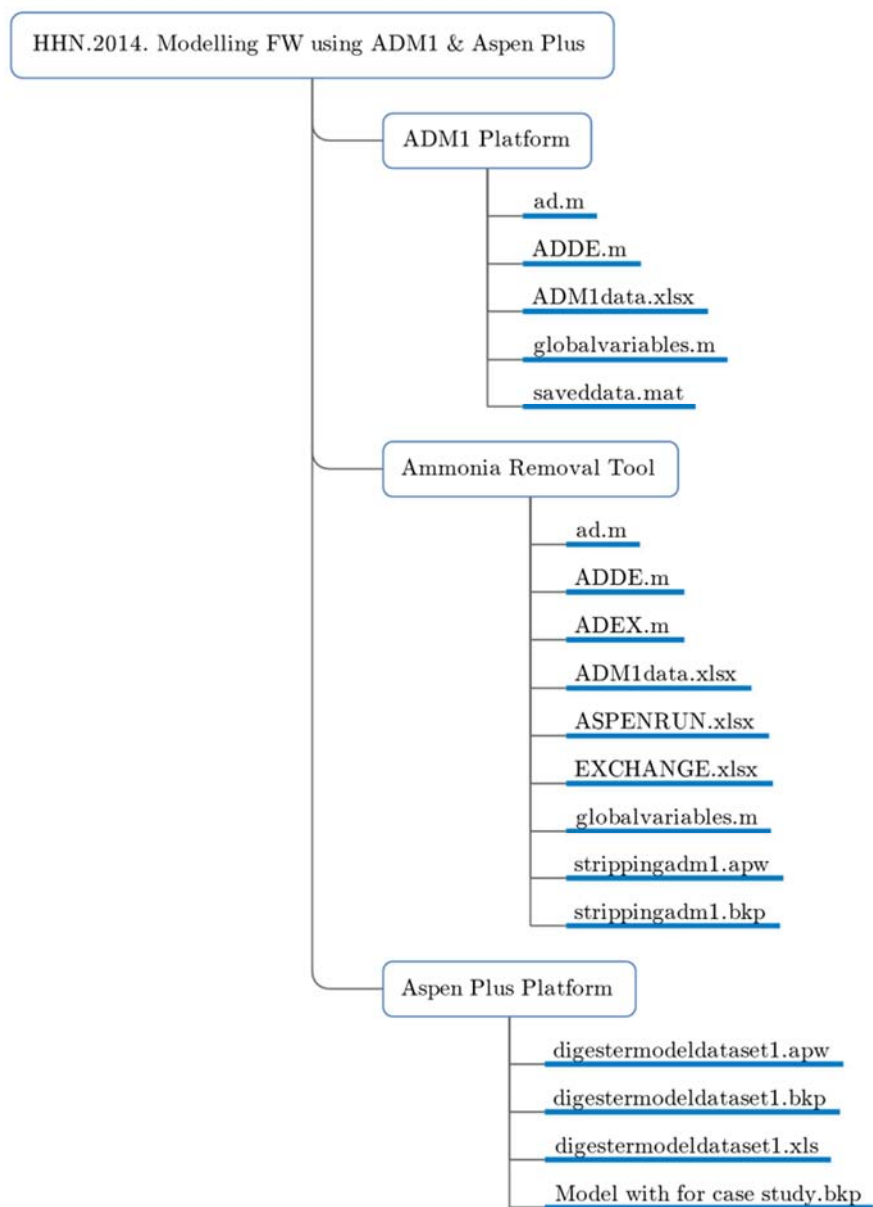 HHN.2014. Modelling FW using ADM1 & Aspen Plus
ADM1 Platform
ad.m
ADDE.m
ADM1data.xlsx
globalvariables.m
saveddata.mat
Ammonia Removal Tool
ad.m
ADDE.m
ADEX.m
ADM1data.xlsx
ASPENRUN.xlsx
EXCHANGE.xlsx
globalvariables.m
strippingadm1.apw
strippingadm1.bkp
Aspen Plus Platform
digestermodeldataset1.apw
digestermodeldataset1.bkp
digestermodeldataset1.xls
Model with for case study.bkp